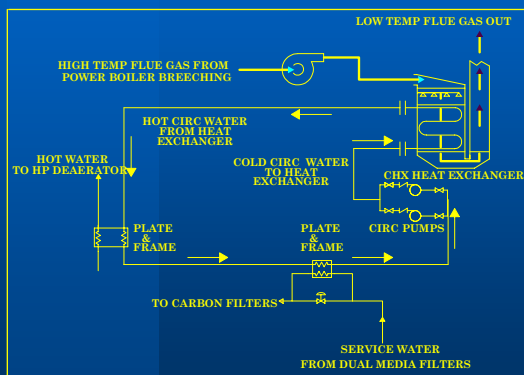 LOW TEMP FLUE GAS OUT
HIGH TEMP FLUE GAS FROM
POWER BOILER BREECHING
HOT CIRC WATER
FROM HEAT
EXCHANGER
HOT WATER
TO HP DEAERATOR
COLD CIRC WATER
TO HEAT
EXCHANGER
CHX HEAT EXCHANGER
PLATE
&
FRAME
PLATE
&
FRAME
CIRC PUMPS
TO CARBON FILTERS
SERVICE WATER
FROM DUAL MEDIA FILTERS